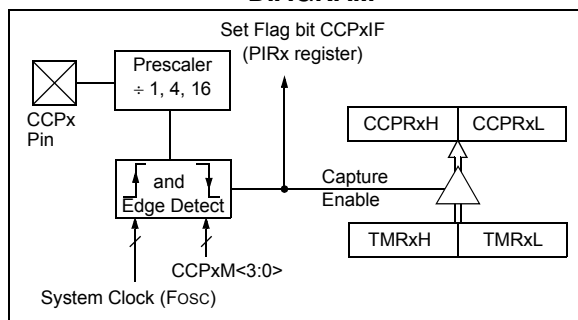 Set Flag bit CCPxIF
(PIRx register)
Prescaler
÷ 1, 4, 16
CCPx
Pin
CCPRxH CCPRxL
and
Edge Detect
Capture
Enable
TMRxH TMRxL
CCPxM<3:0>
System Clock (FOSC)